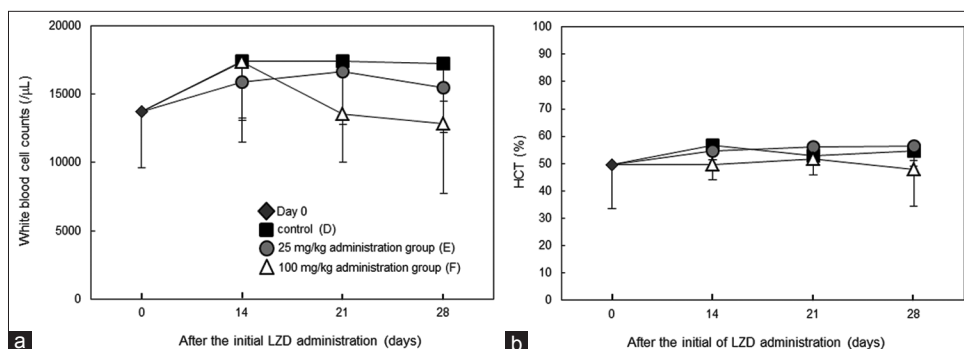 20000
15000
10000
5000
0
White blood cell counts (/μL)
Day 0
control (D)
25 mg/kg administration group (E)
100 mg/kg administration group (F)
0 14 21 28
After the initial LZD administration (days)
a
100
90
80
70
60
50
40
30
20
10
0
HCT (%)
0 14 21 28
After the initial of LZD administration (days)
b